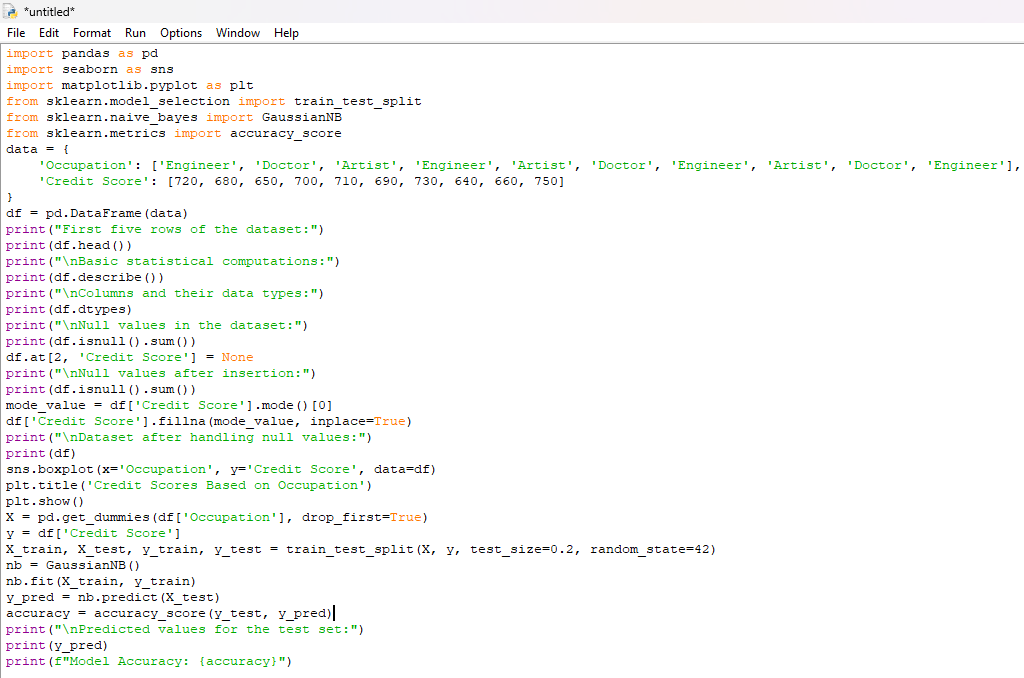 *untitled*
File Edit Format Run Options Window Help
import pandas as pd
import seaborn as sns
import matplotlib.pyplot as plt
from sklearn.model_selection import train_test_split
from sklearn.naive_bayes import GaussianNB
from sklearn.metrics import accuracy_score
data = {
    'Occupation': ['Engineer', 'Doctor', 'Artist', 'Engineer', 'Artist', 'Doctor', 'Engineer', 'Artist', 'Doctor', 'Engineer'],
    'Credit Score': [720, 680, 650, 700, 710, 690, 730, 640, 660, 750]
}
df = pd.DataFrame(data)
print("First five rows of the dataset:")
print(df.head())
print("\nBasic statistical computations:")
print(df.describe())
print("\nColumns and their data types:")
print(df.dtypes)
print("\nNull values in the dataset:")
print(df.isnull().sum())
df.at[2, 'Credit Score'] = None
print("\nNull values after insertion:")
print(df.isnull().sum())
mode_value = df['Credit Score'].mode()[0]
df['Credit Score'].fillna(mode_value, inplace=True)
print("\nDataset after handling null values:")
print(df)
sns.boxplot(x='Occupation', y='Credit Score', data=df)
plt.title('Credit Scores Based on Occupation')
plt.show()
X = pd.get_dummies(df['Occupation'], drop_first=True)
y = df['Credit Score']
X_train, X_test, y_train, y_test = train_test_split(X, y, test_size=0.2, random_state=42)
nb = GaussianNB()
nb.fit(X_train, y_train)
y_pred = nb.predict(X_test)
accuracy = accuracy_score(y_test, y_pred)
print("\nPredicted values for the test set:")
print(y_pred)
print(f"Model Accuracy: {accuracy}")